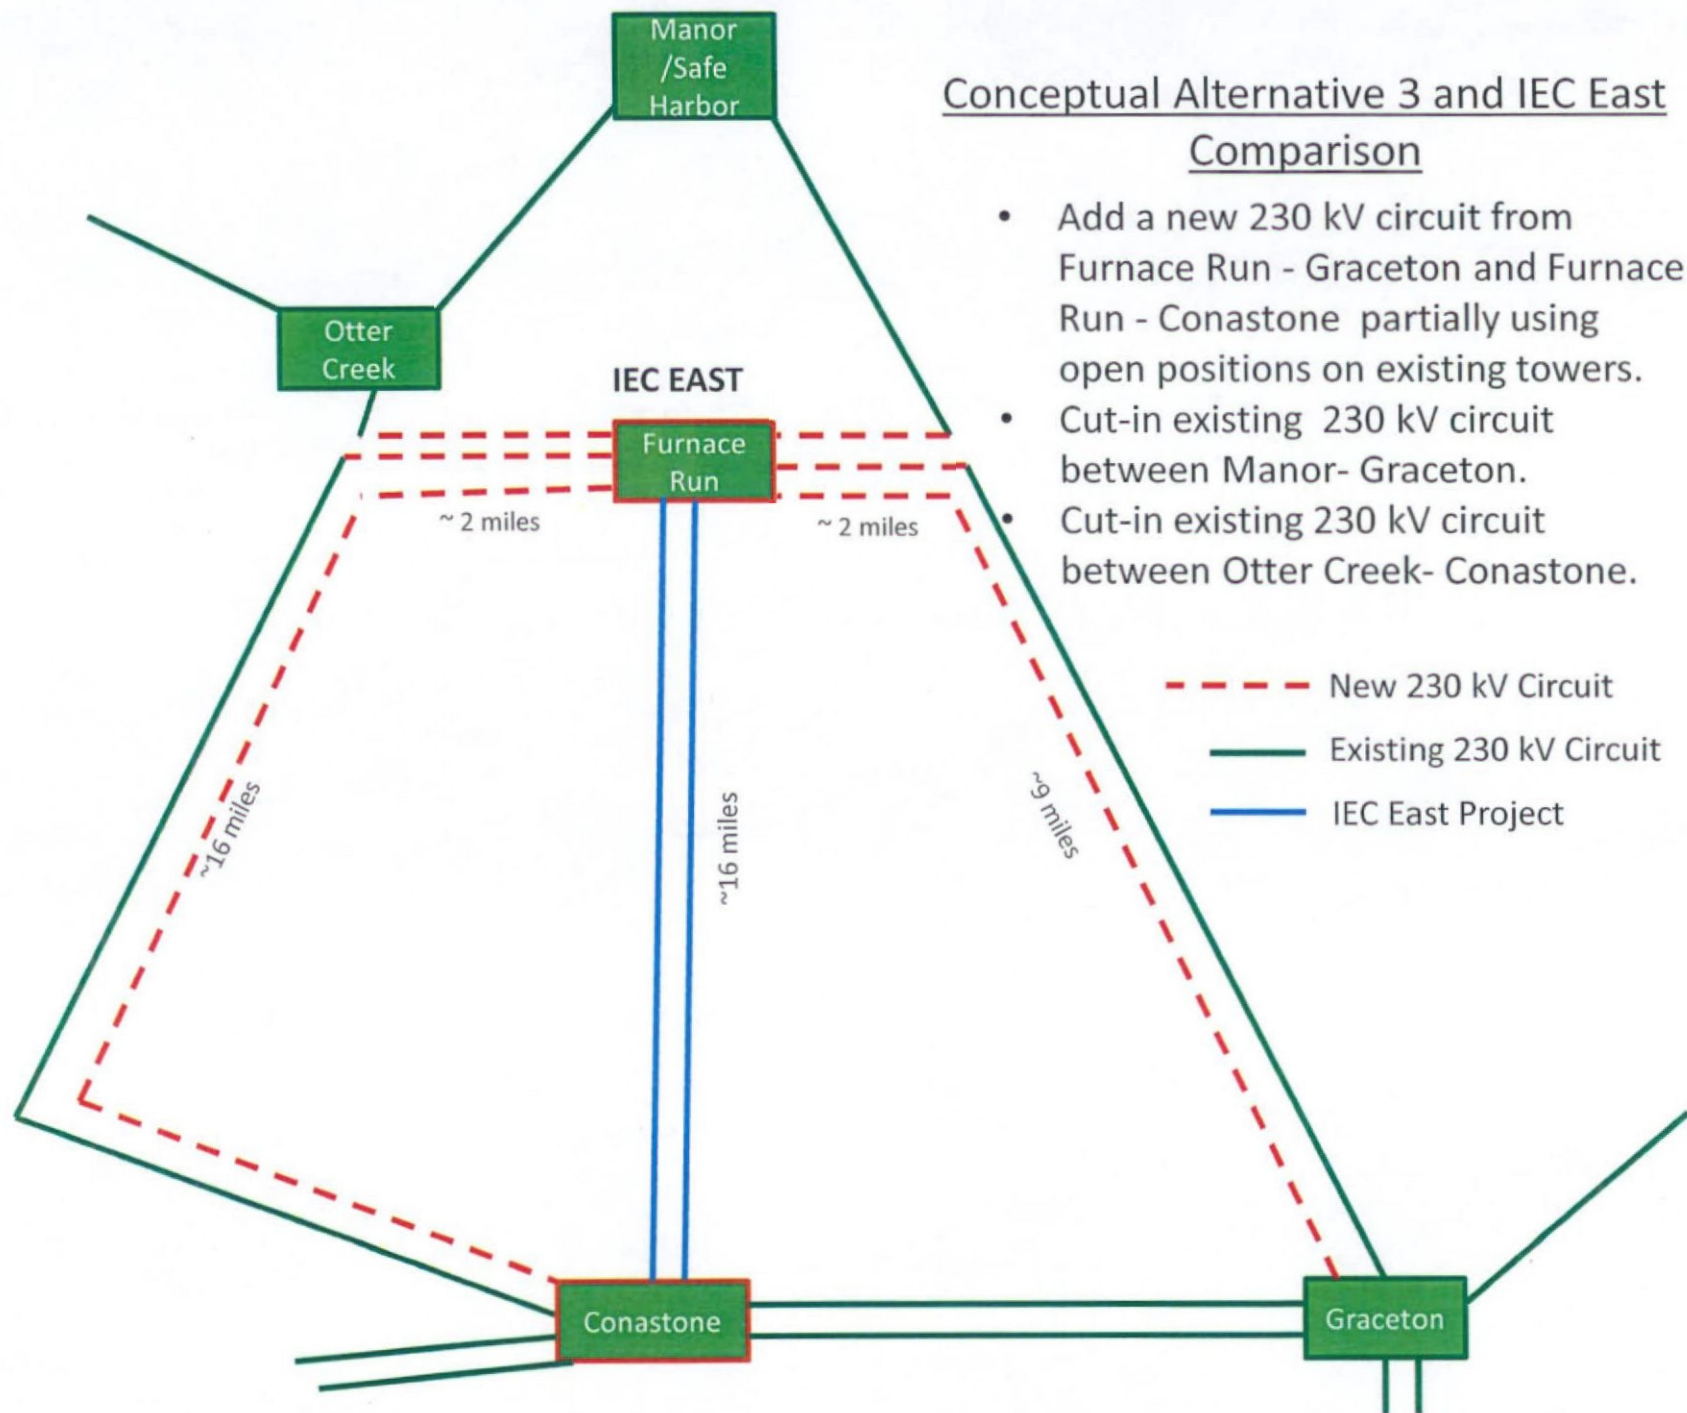 Manor
/Safe
Harbor
Conceptual Alternative 3 and IEC East
Comparison
• Add a new 230 kV circuit from
Furnace Run - Graceton and Furnace
Run - Conastone partially using
open positions on existing towers.
• Cut-in existing 230 kV circuit
between Manor- Graceton.
• Cut-in existing 230 kV circuit
between Otter Creek- Conastone.
Otter
Creek
IEC EAST
Furnace
Run
~ 2 miles
~ 2 miles
New 230 kV Circuit
Existing 230 kV Circuit
IEC East Project
~16 miles
~16 miles
~9 miles
Conastone
Graceton